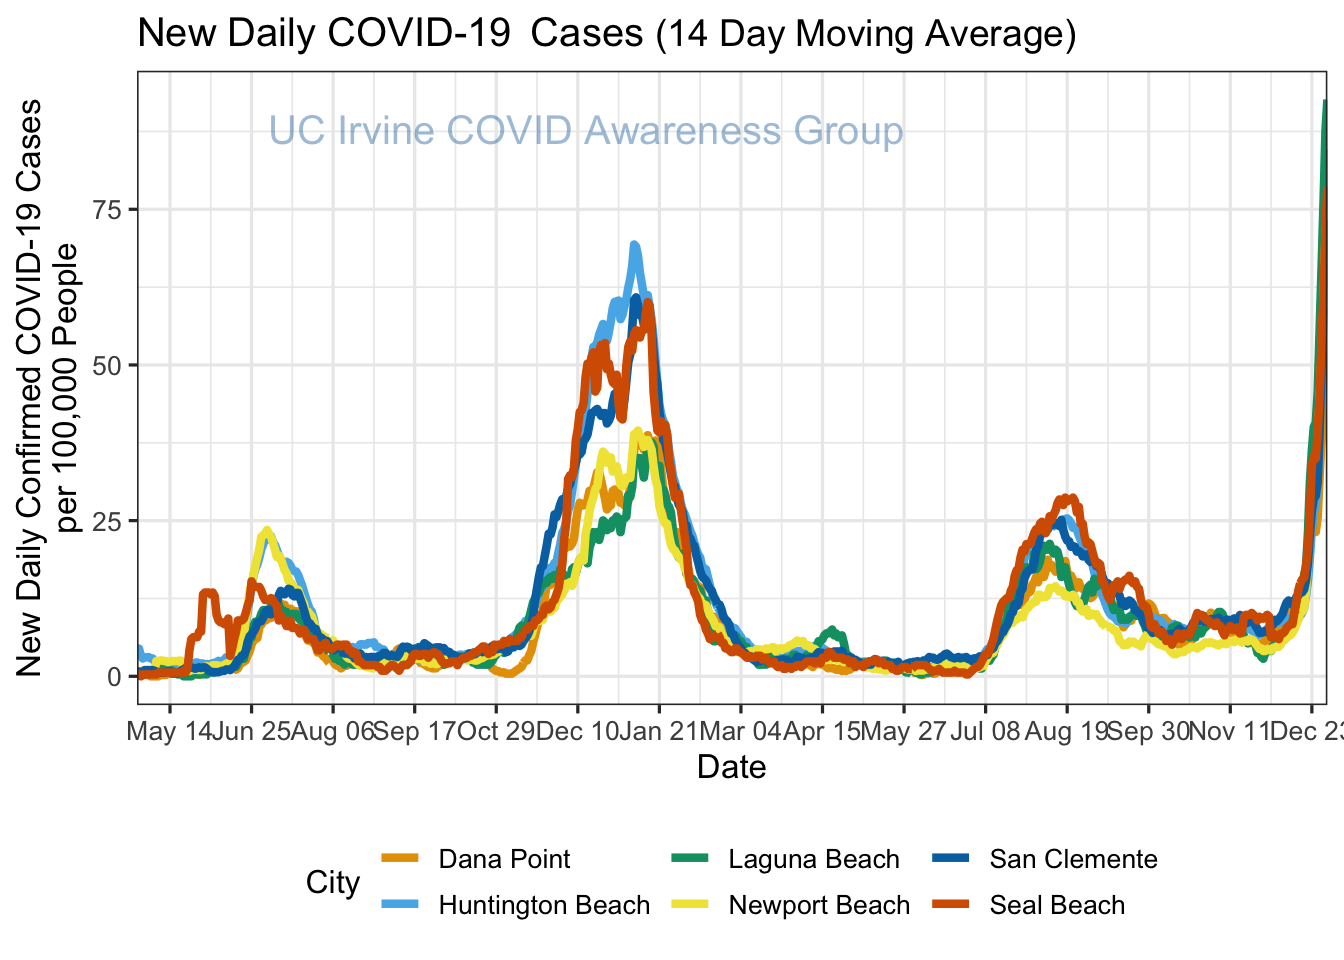 New Daily COVID-19 Cases (14 Day Moving Average)
UC Irvine COVID Awareness Group
New Daily Confirmed COVID-19 Cases
per 100,000 People
75
50
25
0
May 14 Jun 25 Aug 06 Sep 17 Oct 29 Dec 10 Jan 21 Mar 04 Apr 15 May 27 Jul 08 Aug 19 Sep 30 Nov 11 Dec 23
Date
City
Dana Point Laguna Beach San Clemente
Huntington Beach Newport Beach Seal Beach